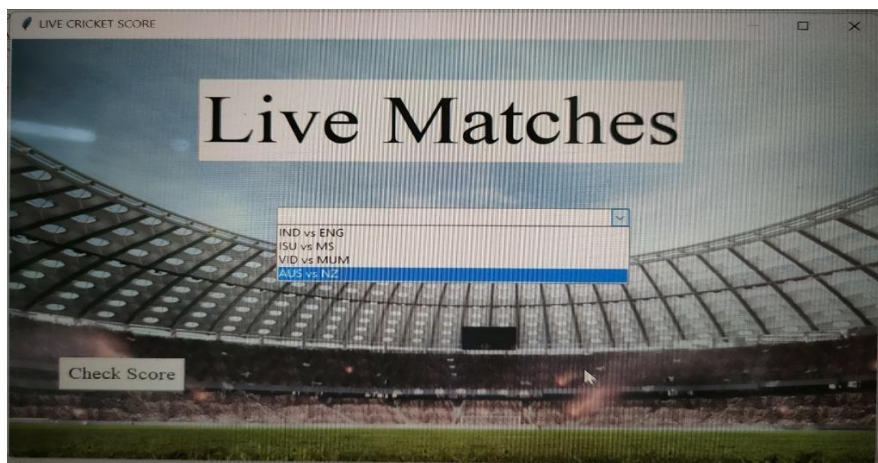 LIVE CRICKET SCORE
Live Matches
IND vs ENG
ISU vs MS
VID vs MUM
AUS vs NZ
Check Score